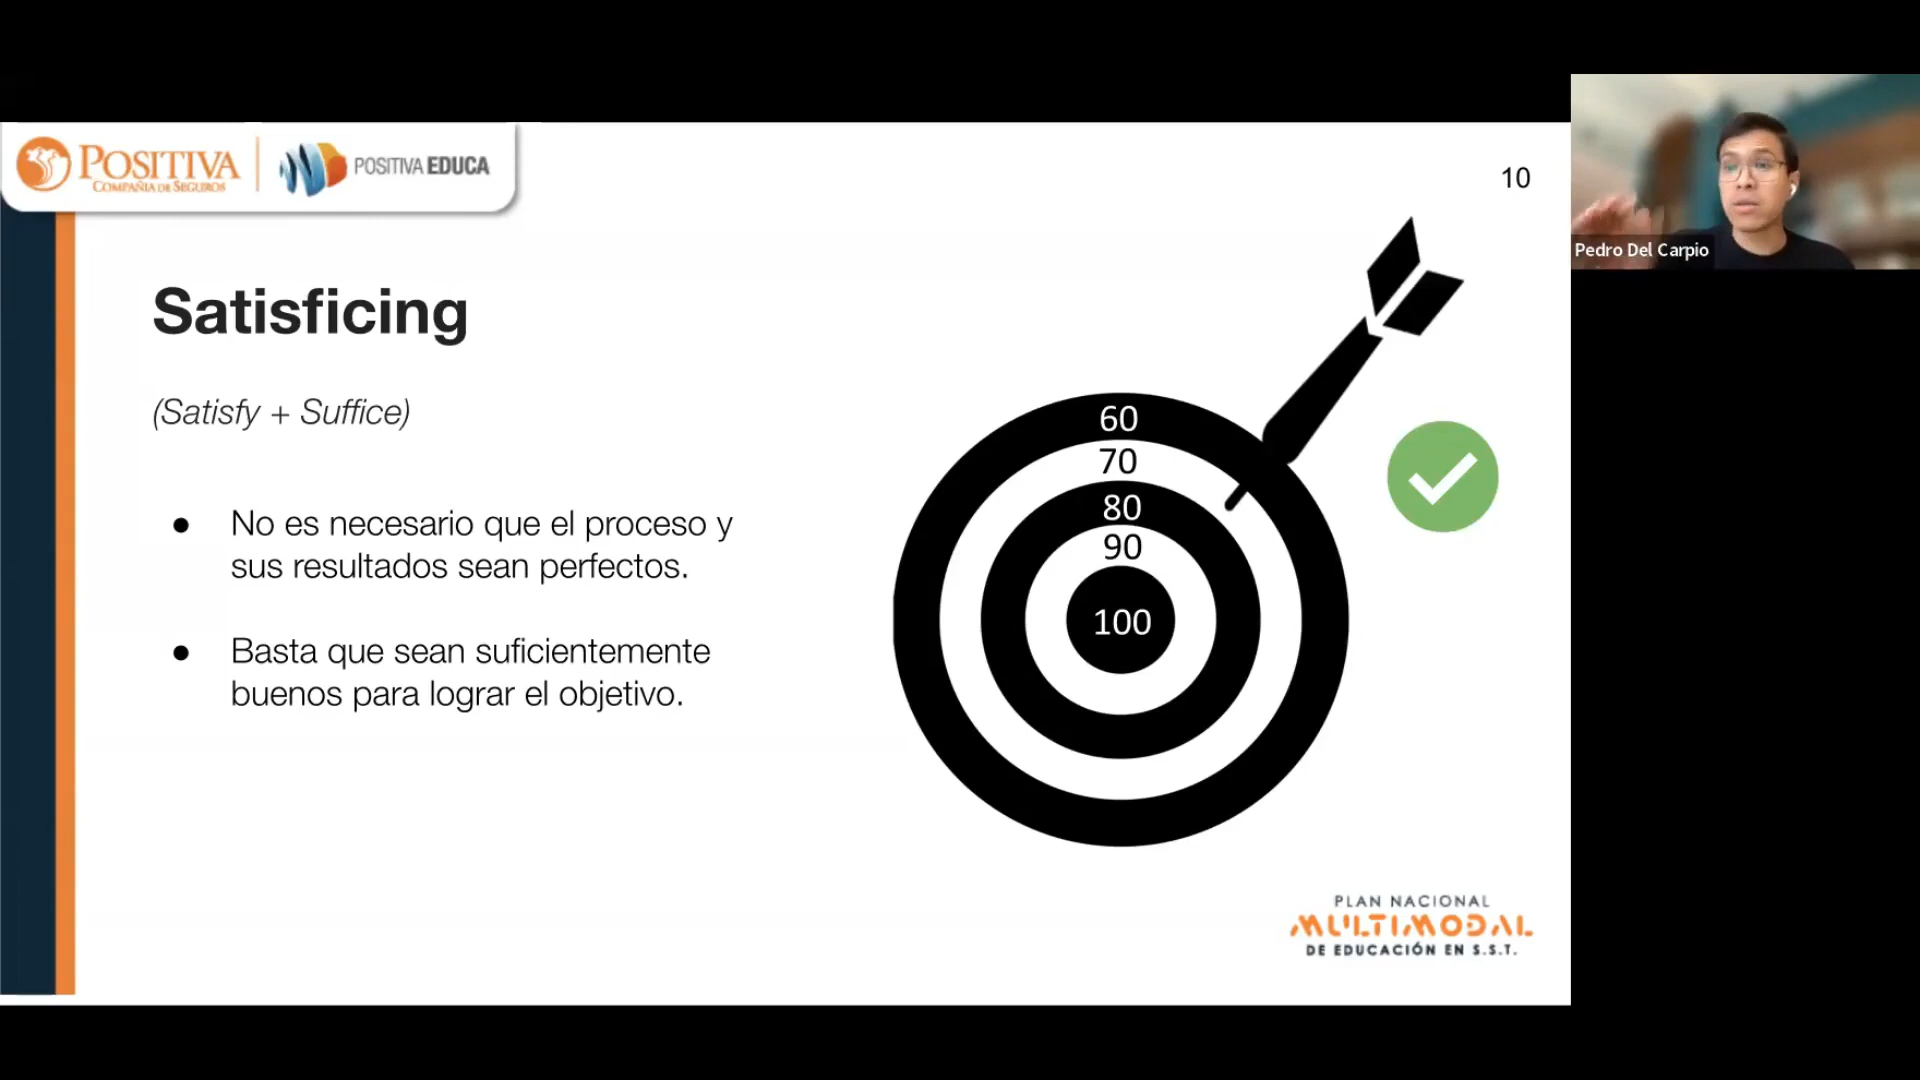 POSITIVA
COMPAÑIA DE SEGUROS
POSITIVA EDUCA
10
Pedro Del Carpio
Satisficing
(Satisfy + Suffice)
● No es necesario que el proceso y
sus resultados sean perfectos.
● Basta que sean suficientemente
buenos para lograr el objetivo.
60
70
80
90
100
PLAN NACIONAL
MULTIMODAL
DE EDUCACIÓN EN S.S.T.